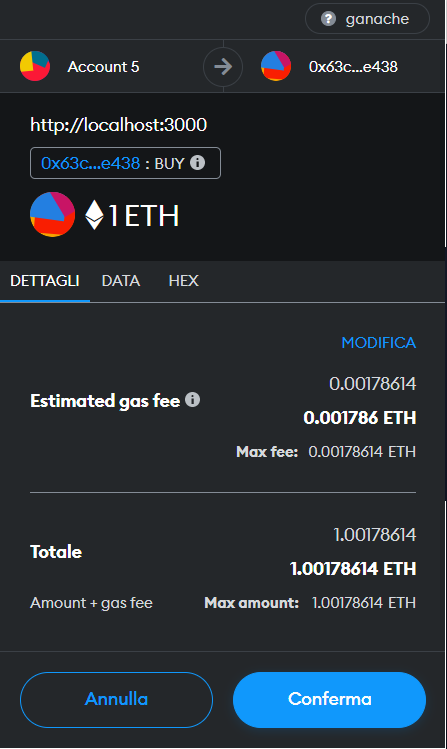 ganache
Account 5
0x63c...e438
http://localhost:3000
0x63c...e438 : BUY
1 ETH
DETTAGLI DATA HEX
MODIFICA
0.00178614
Estimated gas fee
0.001786 ETH
Max fee: 0.00178614 ETH
1.00178614
Totale
1.00178614 ETH
Amount + gas fee Max amount: 1.00178614 ETH
Annulla Conferma